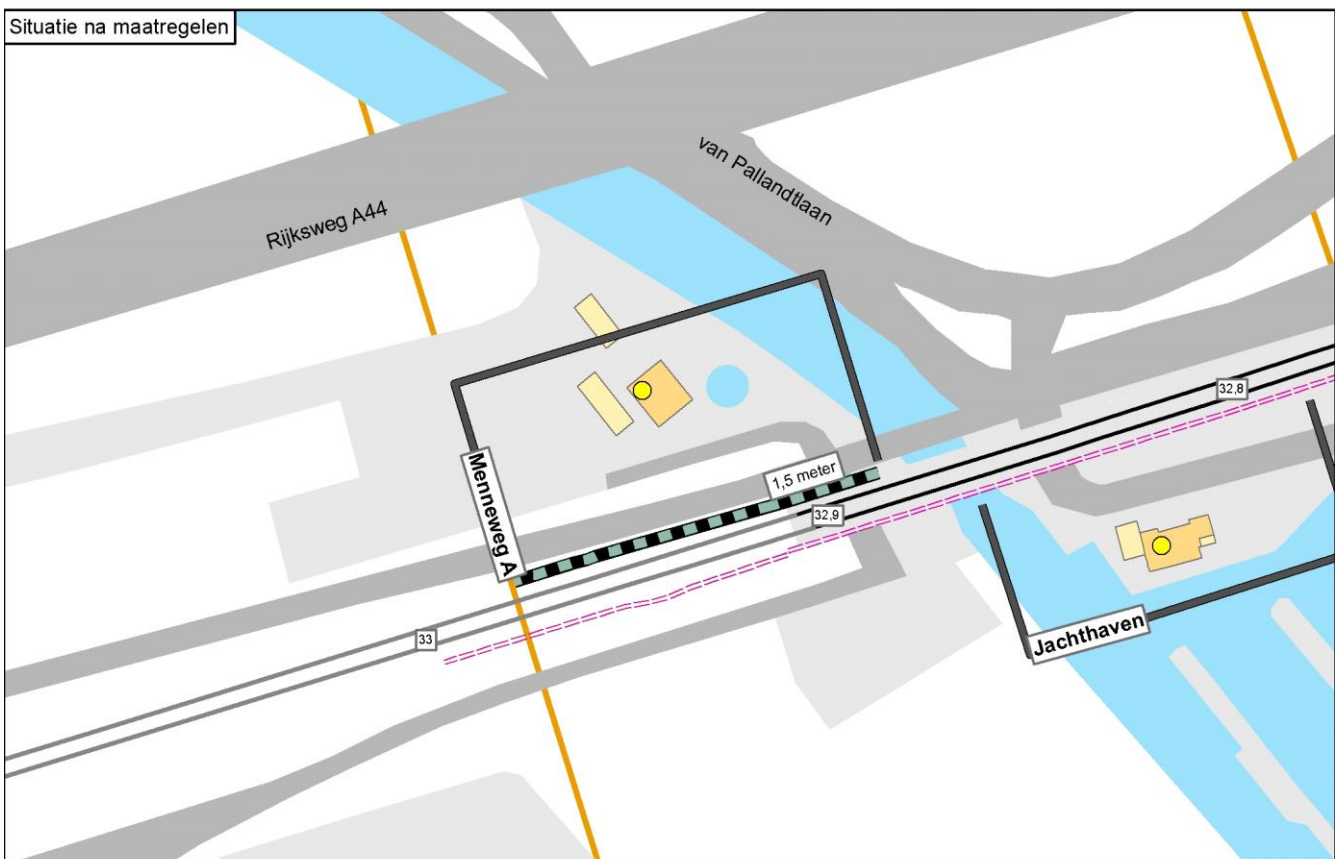 Situatie na maatregelen
van Pallandtlaan
Rijksweg A44
32,8
1,5 meter
Menneweg A
32,9
33
Jachthaven